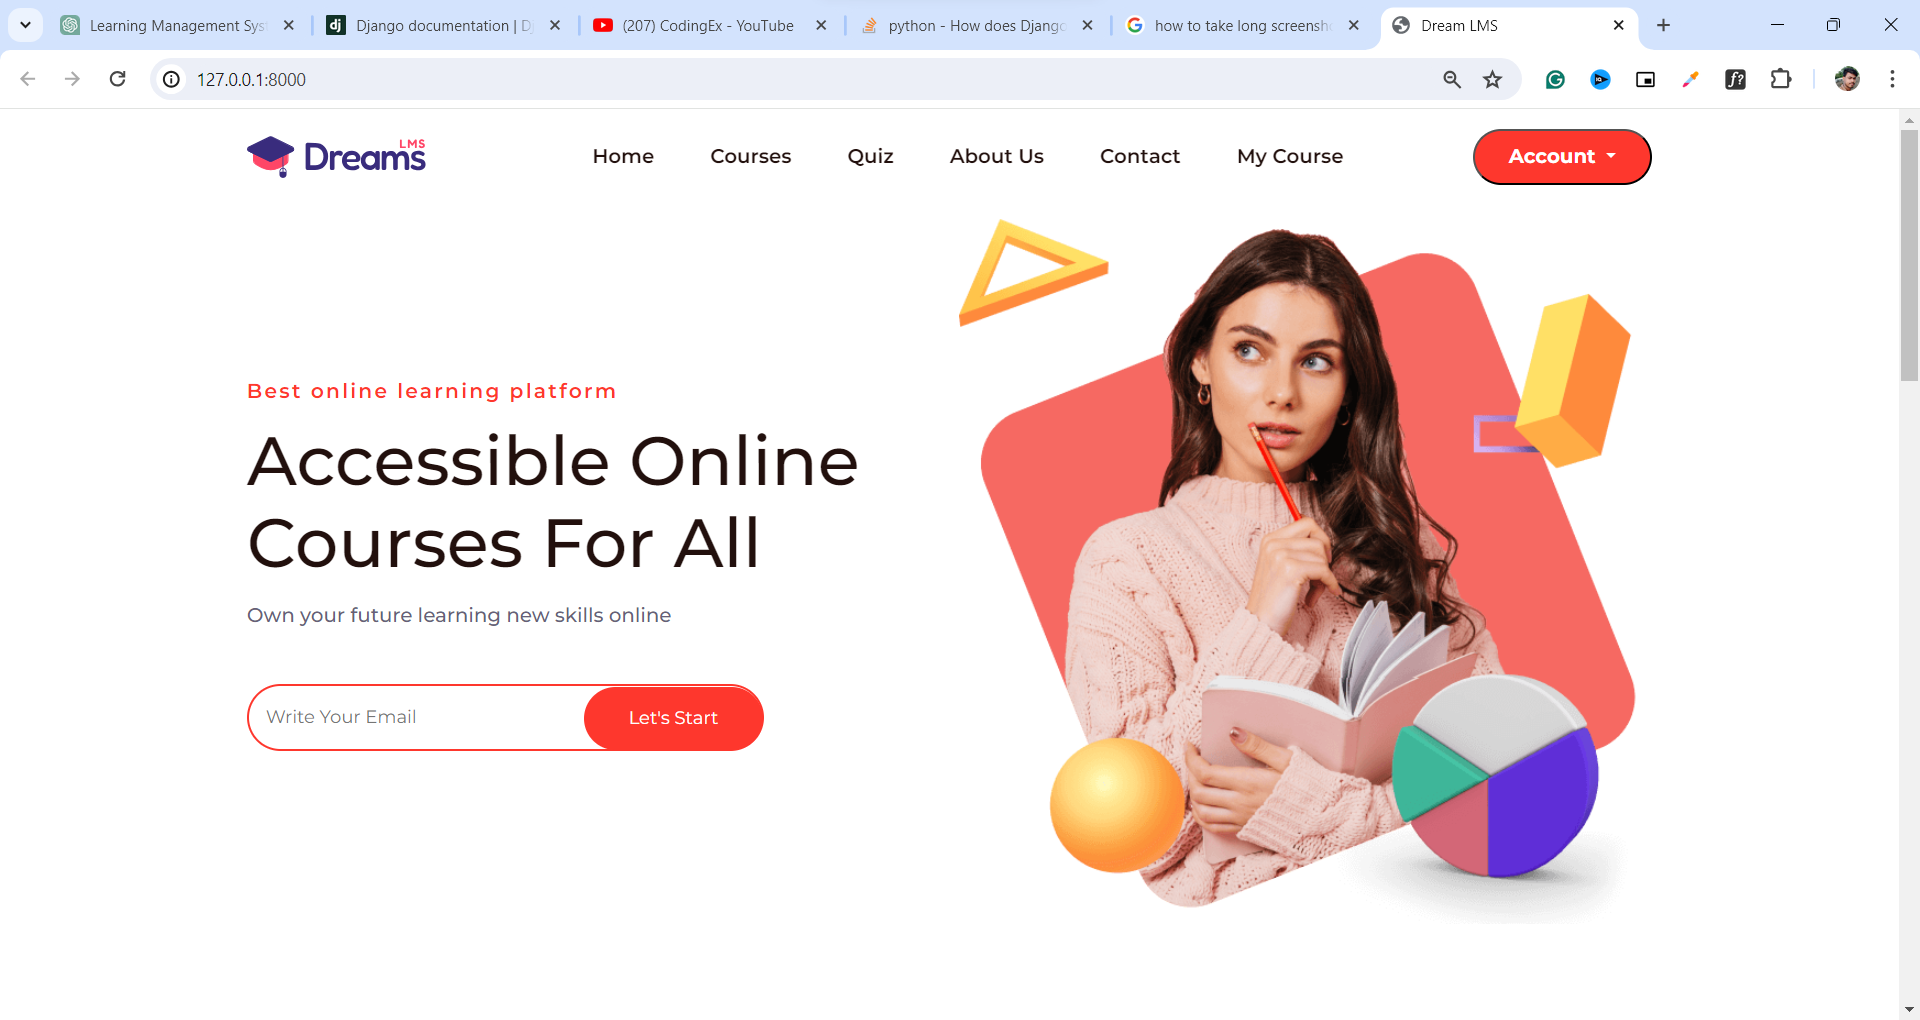 Learning Management Sys
Django documentation | D
(207) CodingEx - YouTube
python - How does Django
how to take long screensh
Dream LMS
127.0.0.1:8000
Dreams LMS
Home
Courses
Quiz
About Us
Contact
My Course
Account
Best online learning platform
Accessible Online
Courses For All
Own your future learning new skills online
Write Your Email
Let's Start